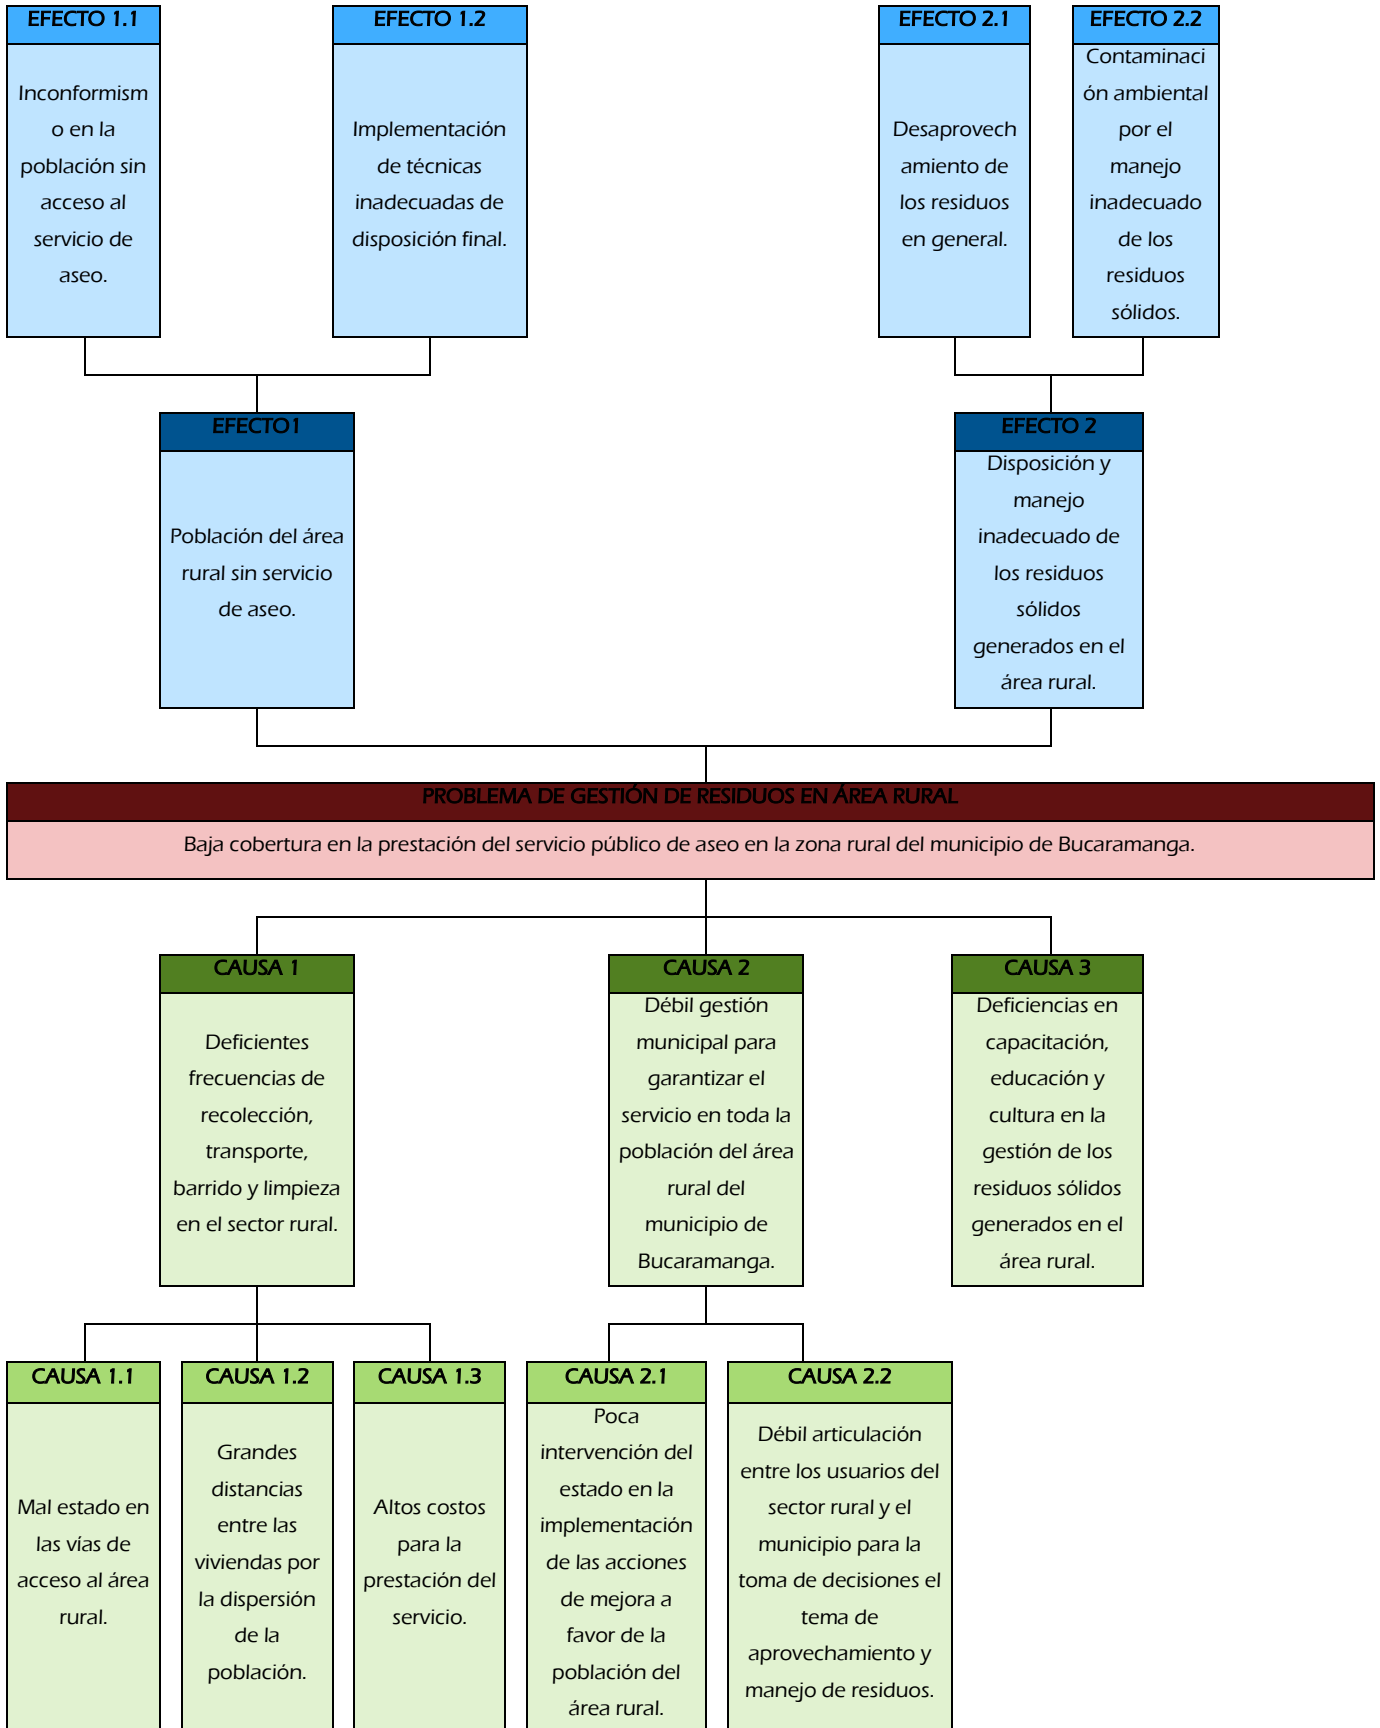 EFECTO 1.1
Inconformism
o en la
población sin
acceso al
servicio de
aseo.
EFECTO 1.2
Implementación
de técnicas
inadecuadas de
disposición final.
EFECTO 2.1
Desaprovech
amiento de
los residuos
en general.
EFECTO 2.2
Contaminaci
ón ambiental
por el
manejo
inadecuado
de los
residuos
sólidos.
EFECTO1
Población del área
rural sin servicio
de aseo.
EFECTO 2
Disposición y
manejo
inadecuado de
los residuos
sólidos
generados en el
área rural.
PROBLEMA DE GESTIÓN DE RESIDUOS EN ÁREA RURAL
Baja cobertura en la prestación del servicio público de aseo en la zona rural del municipio de Bucaramanga.
CAUSA 1
Deficientes
frecuencias de
recolección,
transporte,
barrido y limpieza
en el sector rural.
CAUSA 2
Débil gestión
municipal para
garantizar el
servicio en toda la
población del área
rural del
municipio de
Bucaramanga.
CAUSA 3
Deficiencias en
capacitación,
educación y
cultura en la
gestión de los
residuos sólidos
generados en el
área rural.
CAUSA 1.1
Mal estado en
las vías de
acceso al área
rural.
CAUSA 1.2
Grandes
distancias
entre las
viviendas por
la dispersión
de la
población.
CAUSA 1.3
Altos costos
para la
prestación del
servicio.
CAUSA 2.1
Poca
intervención del
estado en la
implementación
de las acciones
de mejora a
favor de la
población del
área rural.
CAUSA 2.2
Débil articulación
entre los usuarios del
sector rural y el
municipio para la
toma de decisiones el
tema de
aprovechamiento y
manejo de residuos.